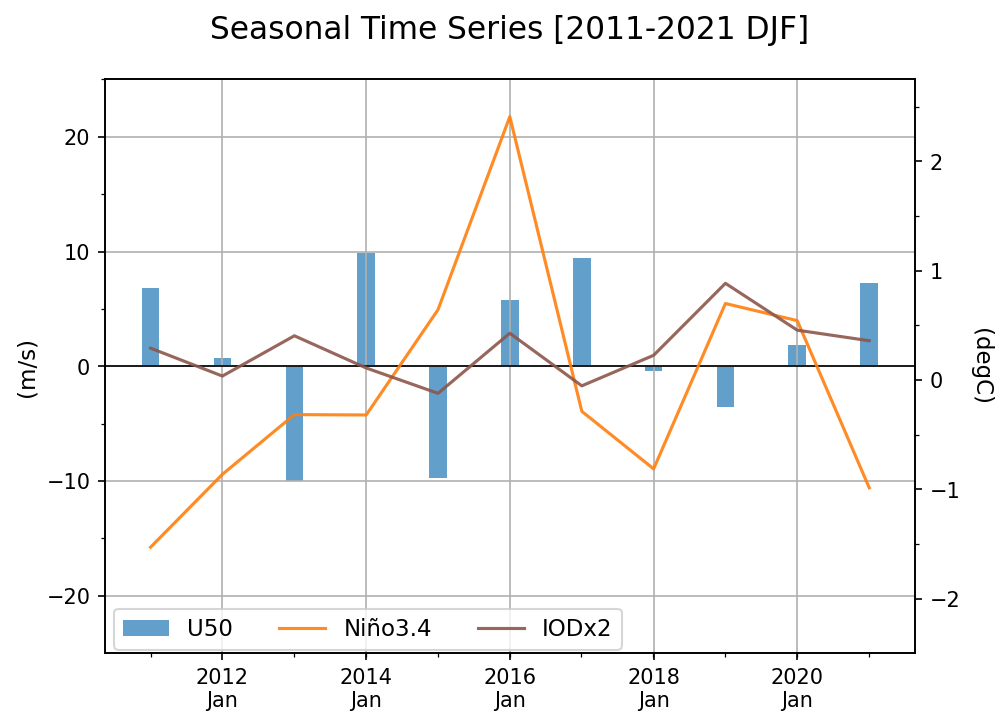 Seasonal Time Series [2011-2021 DJF]
20
10
0
−10
−20
(m/s)
2
1
0
−1
−2
(degC)
U50 Niño3.4 IODx2
2012 2014 2016 2018 2020
Jan Jan Jan Jan Jan